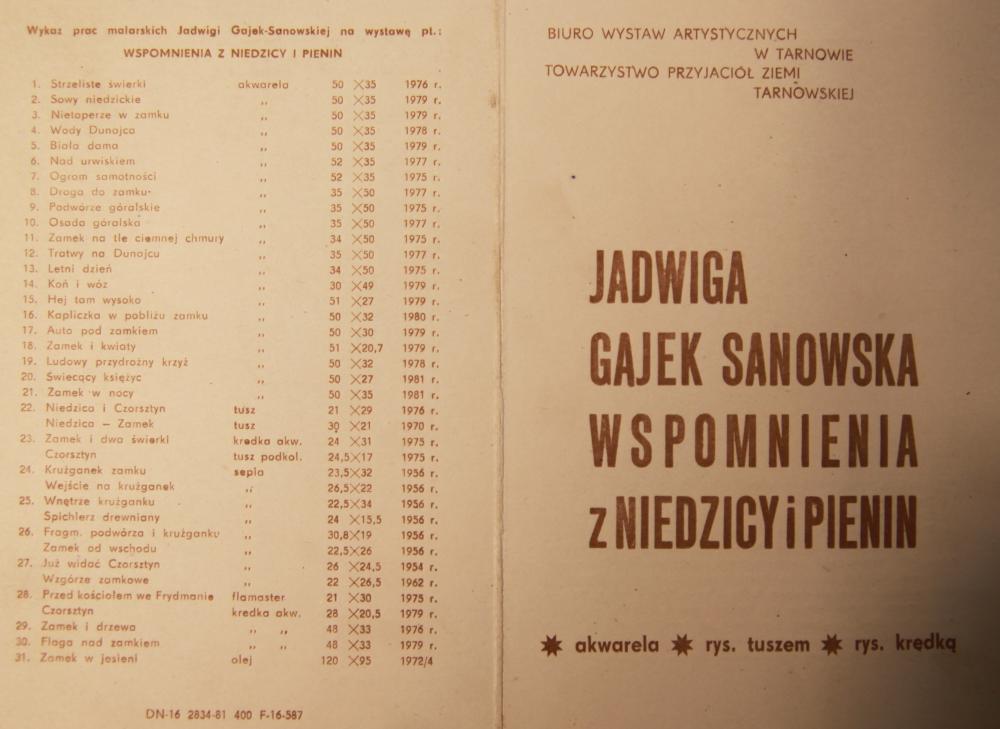 Wykaz prac malarskich Jadwigi Gajek-Sanowskiej na wystawę pt.:
WSPOMNIENIA Z NIEDZICY I PIENIN
1. Strzeliste świerki akwarela 50 ×35 1976 r.
2. Sowy niedzickie ,, 50 ×35 1979 r.
3. Nietoperze w zamku ,, 50 ×35 1979 r.
4. Wody Dunajca ,, 50 ×35 1978 r.
5. Biała dama ,, 50 ×35 1979 r.
6. Nad urwiskiem ,, 52 ×35 1977 r.
7. Ogrom samotności ,, 52 ×35 1975 r.
8. Droga do zamku ,, 35 ×50 1977 r.
9. Podwórze góralskie ,, 35 ×50 1975 r.
10. Osada góralska ,, 35 ×50 1977 r.
11. Zamek na tle ciemnej chmury ,, 34 ×50 1975 r.
12. Tratwy na Dunajcu ,, 35 ×50 1977 r.
13. Letni dzień ,, 34 ×50 1975 r.
14. Koń i wóz ,, 30 ×49 1979 r.
15. Hej tam wysoko ,, 51 ×27 1979 r.
16. Kapliczka w pobliżu zamku ,, 50 ×32 1980 r.
17. Auto pod zamkiem ,, 50 ×30 1979 r.
18. Zamek i kwiaty ,, 51 ×20,7 1979 r.
19. Ludowy przydrożny krzyż ,, 50 ×32 1978 r.
20. Świecący księżyc ,, 50 ×27 1981 r.
21. Zamek w nocy ,, 50 ×35 1981 r.
22. Niedzica i Czorsztyn tusz 21 ×29 1976 r.
Niedzica – Zamek tusz 30 ×21 1970 r.
23. Zamek i dwa świerki kredka akw. 24 ×31 1975 r.
Czorsztyn tusz podkol. 24,5×17 1975 r.
24. Krużganek zamku sepia 23,5×32 1956 r.
Wejście na krużganek ,, 26,5×22 1956 r.
25. Wnętrze krużganku ,, 22,5×34 1956 r.
Spichlerz drewniany ,, 24 ×15,5 1956 r.
26. Fragm. podwórza i krużganku ,, 30,8×19 1956 r.
Zamek od wschodu ,, 22,5×26 1956 r.
27. Już widać Czorsztyn ,, 26 ×24,5 1954 r.
Wzgórze zamkowe ,, 22 ×26,5 1962 r.
28. Przed kościołem we Frydmanie flamaster 21 ×30 1975 r.
Czorsztyn kredka akw. 28 ×20,5 1979 r.
29. Zamek i drzewa ,, ,, 48 ×33 1976 r.
30. Flaga nad zamkiem ,, ,, 48 ×33 1979 r.
31. Zamek w jesieni olej 120 ×95 1972/4
DN-16 2834-81 400 F-16-587
BIURO WYSTAW ARTYSTYCZNYCH
W TARNOWIE
TOWARZYSTWO PRZYJACIÓŁ ZIEMI
TARNOWSKIEJ
JADWIGA
GAJEK SANOWSKA
WSPOMNIENIA
z NIEDZICY i PIENIN
✷ akwarela ✷ rys. tuszem ✷ rys. krędką